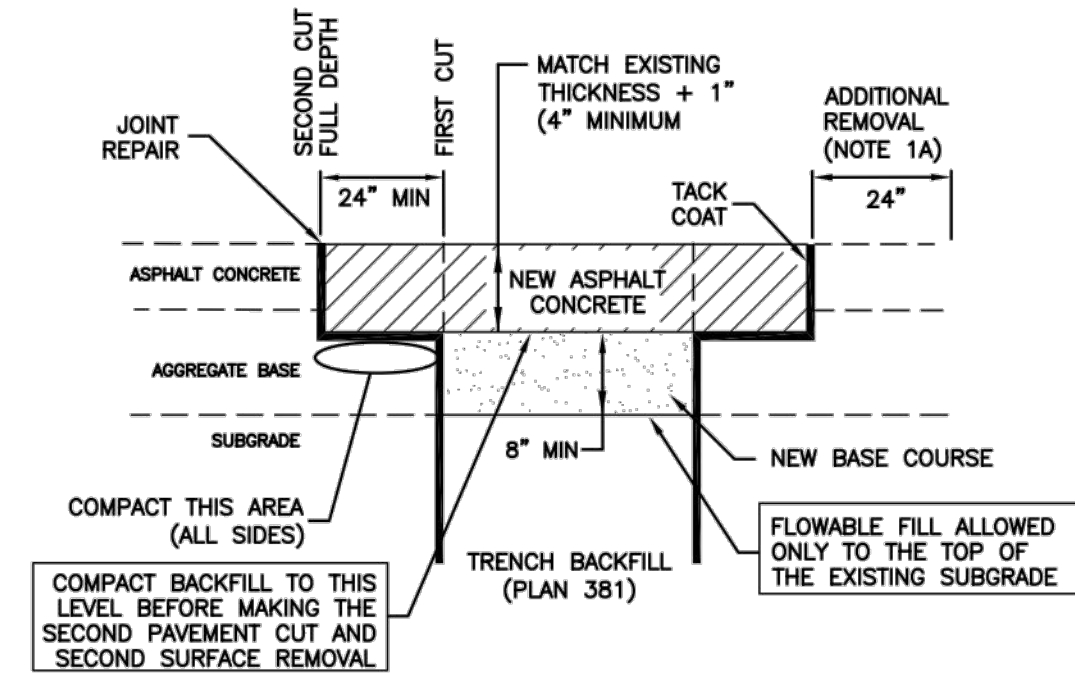 SECOND CUT
FULL DEPTH
FIRST CUT
MATCH EXISTING
THICKNESS + 1"
(4" MINIMUM
ADDITIONAL
REMOVAL
(NOTE 1A)
JOINT
REPAIR
24" MIN
TACK
COAT
24"
ASPHALT CONCRETE
NEW ASPHALT
CONCRETE
AGGREGATE BASE
SUBGRADE
8" MIN
NEW BASE COURSE
COMPACT THIS AREA
(ALL SIDES)
FLOWABLE FILL ALLOWED
ONLY TO THE TOP OF
THE EXISTING SUBGRADE
TRENCH BACKFILL
(PLAN 381)
COMPACT BACKFILL TO THIS
LEVEL BEFORE MAKING THE
SECOND PAVEMENT CUT AND
SECOND SURFACE REMOVAL